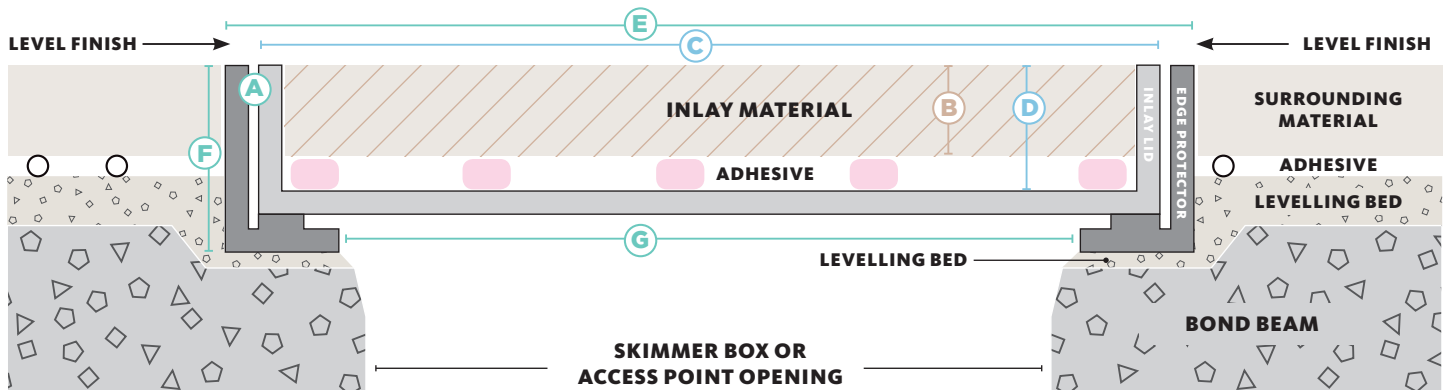 E
LEVEL FINISH
C
LEVEL FINISH
A
INLAY MATERIAL
B
D
INLAY LID
EDGE PROTECTOR
SURROUNDING
MATERIAL
F
ADHESIVE
ADHESIVE
LEVELLING BED
G
LEVELLING BED
BOND BEAM
SKIMMER BOX OR
ACCESS POINT OPENING